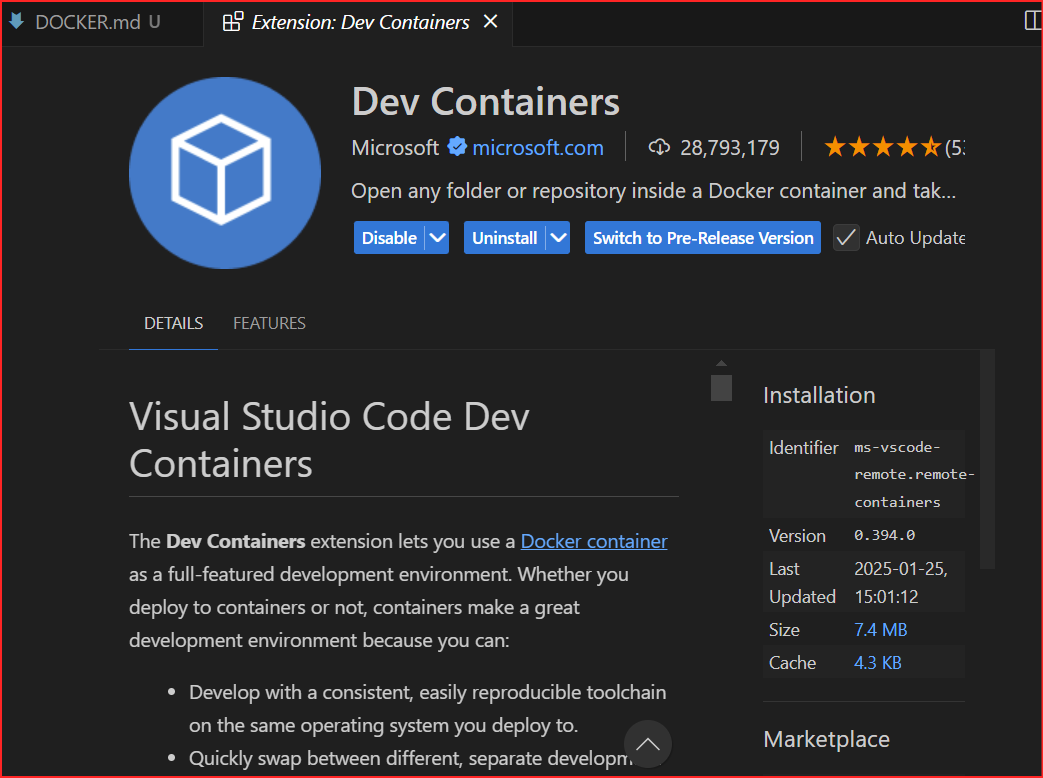 DOCKER.md U
Extension: Dev Containers
Dev Containers
Microsoft microsoft.com 28,793,179 (5
Open any folder or repository inside a Docker container and tak...
Disable Uninstall Switch to Pre-Release Version Auto Update
DETAILS FEATURES
Visual Studio Code Dev
Containers
The Dev Containers extension lets you use a Docker container
as a full-featured development environment. Whether you
deploy to containers or not, containers make a great
development environment because you can:
• Develop with a consistent, easily reproducible toolchain
on the same operating system you deploy to.
• Quickly swap between different, separate developm
Installation
Identifier ms-vscode-
remote.remote-
containers
Version 0.394.0
Last 2025-01-25,
Updated 15:01:12
Size 7.4 MB
Cache 4.3 KB
Marketplace